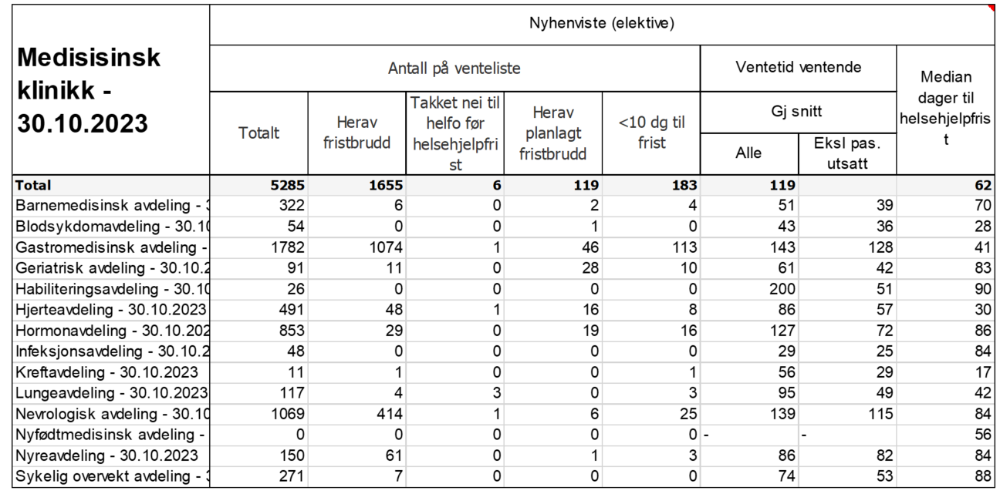 Medisisinsk
klinikk -
30.10.2023
Nyhenviste (elektive)
Antall på venteliste
Ventetid ventende
Median
dager til
helsehjelpfris
t
Totalt
Herav
fristbrudd
Takket nei til
helfo før
helsehjelpfri
st
Herav
planlagt
fristbrudd
<10 dg til
frist
Gj snitt
Alle
Eksl pas.
utsatt
Total 5285 1655 6 119 183 119 62
Barnemedisinsk avdeling - 322 6 0 2 4 51 39 70
Blodsykdomavdeling - 30.10 54 0 0 1 0 43 36 28
Gastromedisinsk avdeling - 1782 1074 1 46 113 143 128 41
Geriatrisk avdeling - 30.10.2 91 11 0 28 10 61 42 83
Habiliteringsavdeling - 30.10 26 0 0 0 0 200 51 90
Hjerteavdeling - 30.10.2023 491 48 1 16 8 86 57 30
Hormonavdeling - 30.10.202 853 29 0 19 16 127 72 86
Infeksjonsavdeling - 30.10.2 48 0 0 0 0 29 25 84
Kreftavdeling - 30.10.2023 11 1 0 0 1 56 29 17
Lungeavdeling - 30.10.2023 117 4 3 0 3 95 49 42
Nevrologisk avdeling - 30.10 1069 414 1 6 25 139 115 84
Nyfødtmedisinsk avdeling - 0 0 0 0 0 - - 56
Nyreavdeling - 30.10.2023 150 61 0 1 3 86 82 84
Sykelig overvekt avdeling - 271 7 0 0 0 74 53 88